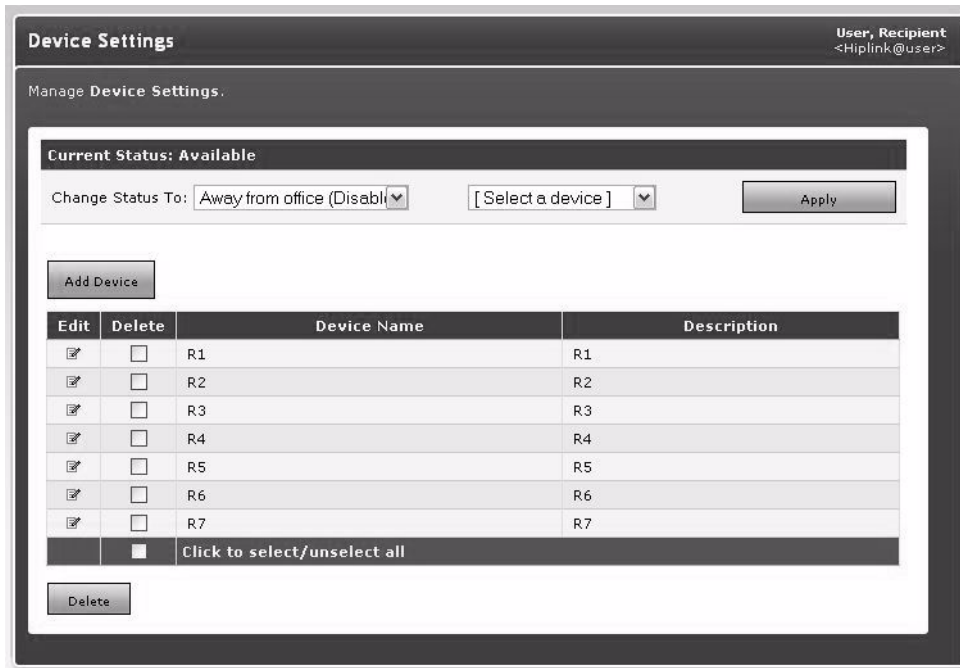 Device Settings
User, Recipient
<Hiplink@user>
Manage Device Settings.
Current Status: Available
Change Status To: Away from office (Disabl [ Select a device ] Apply
Add Device
Edit Delete Device Name Description
R1 R1
R2 R2
R3 R3
R4 R4
R5 R5
R6 R6
R7 R7
Click to select/unselect all
Delete